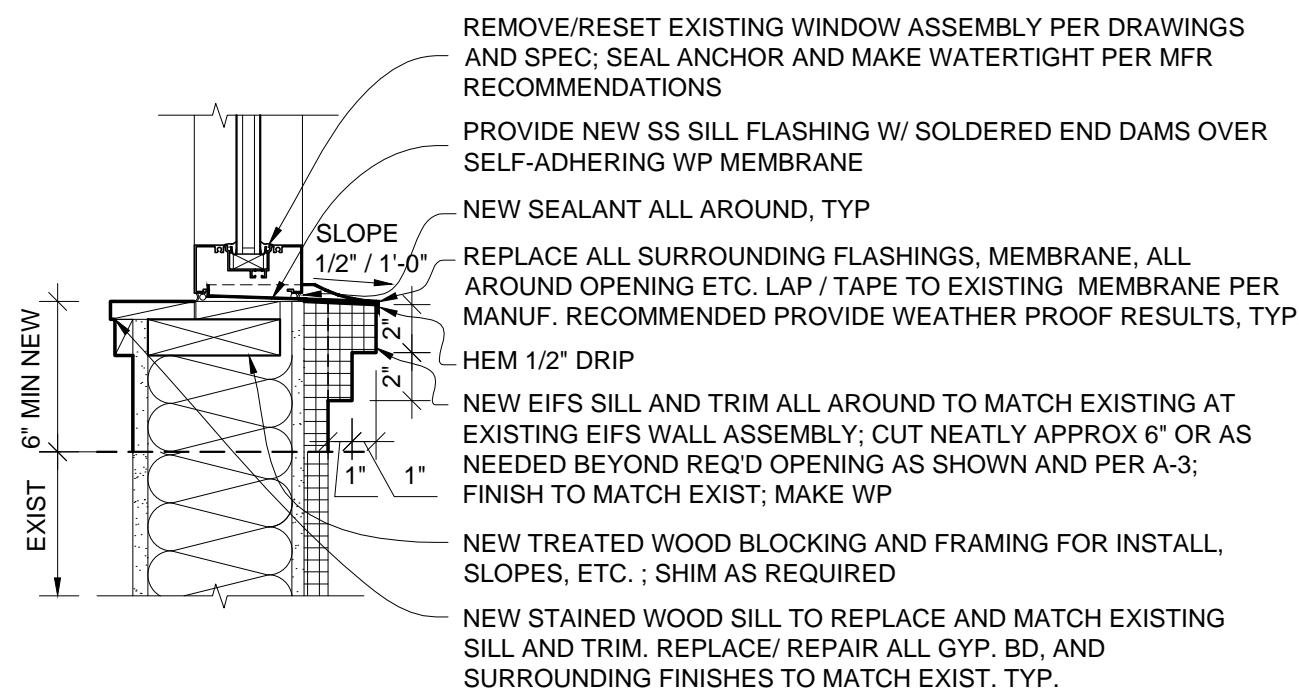 REMOVE/RESET EXISTING WINDOW ASSEMBLY PER DRAWINGS
AND SPEC; SEAL ANCHOR AND MAKE WATERTIGHT PER MFR
RECOMMENDATIONS
PROVIDE NEW SS SILL FLASHING W/ SOLDERED END DAMS OVER
SELF-ADHERING WP MEMBRANE
NEW SEALANT ALL AROUND, TYP
SLOPE
1/2" / 1'-0"
REPLACE ALL SURROUNDING FLASHINGS, MEMBRANE, ALL
AROUND OPENING ETC. LAP / TAPE TO EXISTING MEMBRANE PER
MANUF. RECOMMENDED PROVIDE WEATHER PROOF RESULTS, TYP
2"
2"
HEM 1/2" DRIP
6" MIN NEW
NEW EIFS SILL AND TRIM ALL AROUND TO MATCH EXISTING AT
EXISTING EIFS WALL ASSEMBLY; CUT NEATLY APPROX 6" OR AS
NEEDED BEYOND REQ'D OPENING AS SHOWN AND PER A-3;
FINISH TO MATCH EXIST; MAKE WP
1"
1"
EXIST
NEW TREATED WOOD BLOCKING AND FRAMING FOR INSTALL,
SLOPES, ETC. ; SHIM AS REQUIRED
NEW STAINED WOOD SILL TO REPLACE AND MATCH EXISTING
SILL AND TRIM. REPLACE/ REPAIR ALL GYP. BD, AND
SURROUNDING FINISHES TO MATCH EXIST. TYP.